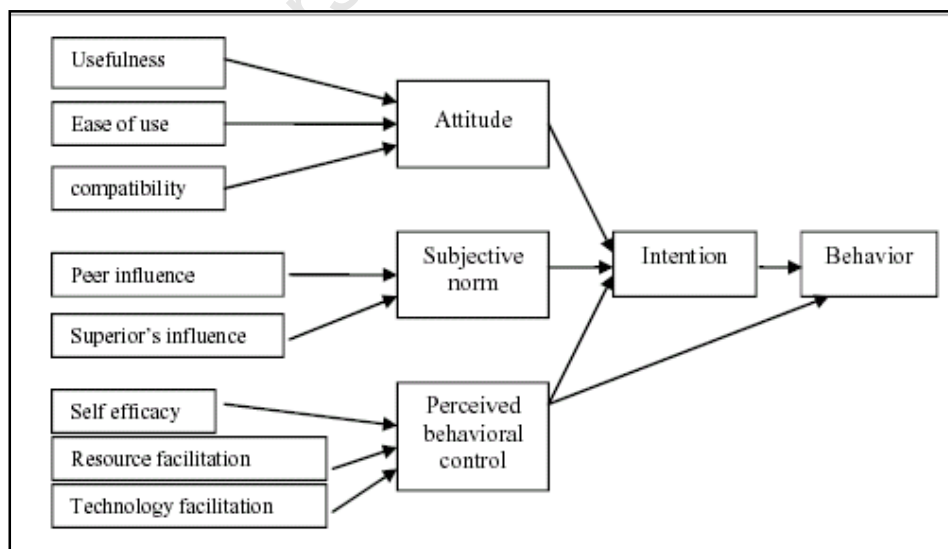 Usefulness
Ease of use
compatibility
Attitude
Peer influence
Superior's influence
Subjective
norm
Self efficacy
Resource facilitation
Technology facilitation
Perceived
behavioral
control
Intention
Behavior